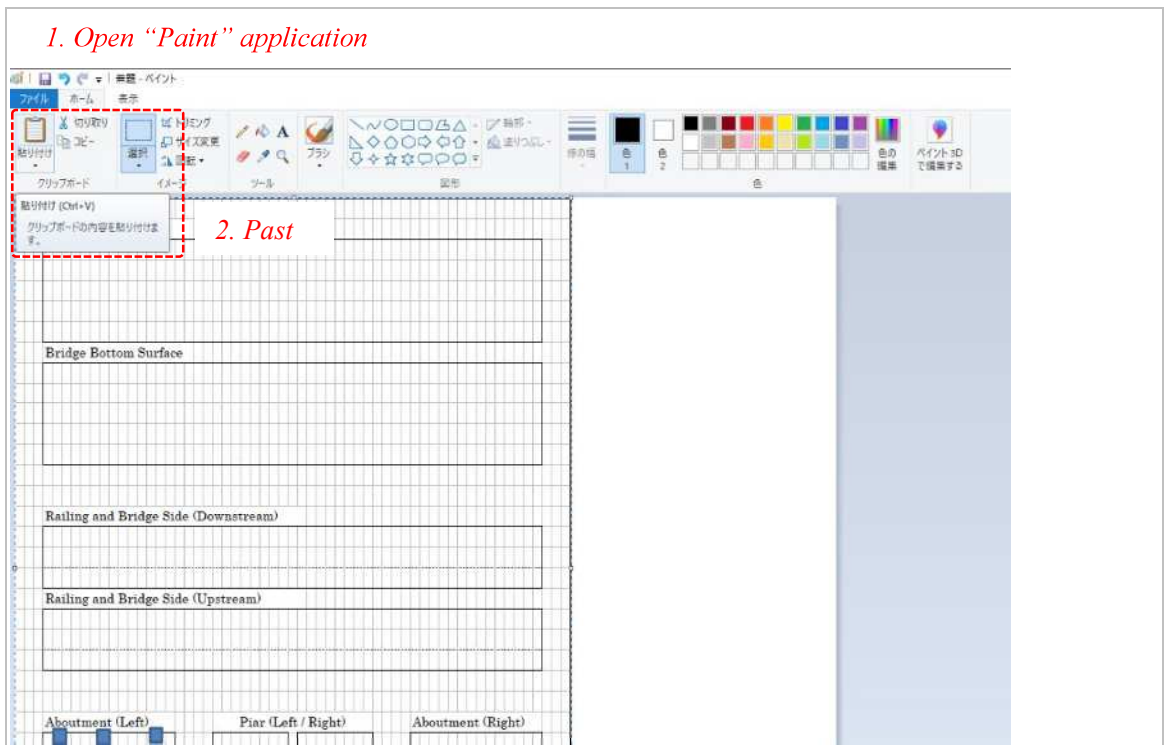 1. Open “Paint” application
無題 - ペイント
ファイル ホーム 表示
貼り付け
切り取り
コピー
クリップボード
選択
トリミング
サイズ変更
回転
イメージ
A
ツール
ブラシ
輪郭
塗りつぶし
図形
線の幅
色
1
色
2
色の
編集
色
ペイント 3D
で編集する
貼り付け (Ctrl+V)
クリップボードの内容を貼り付けま
す。
2. Past
Bridge Bottom Surface
Railing and Bridge Side (Downstream)
Railing and Bridge Side (Upstream)
Aboutment (Left) Piar (Left / Right) Aboutment (Right)